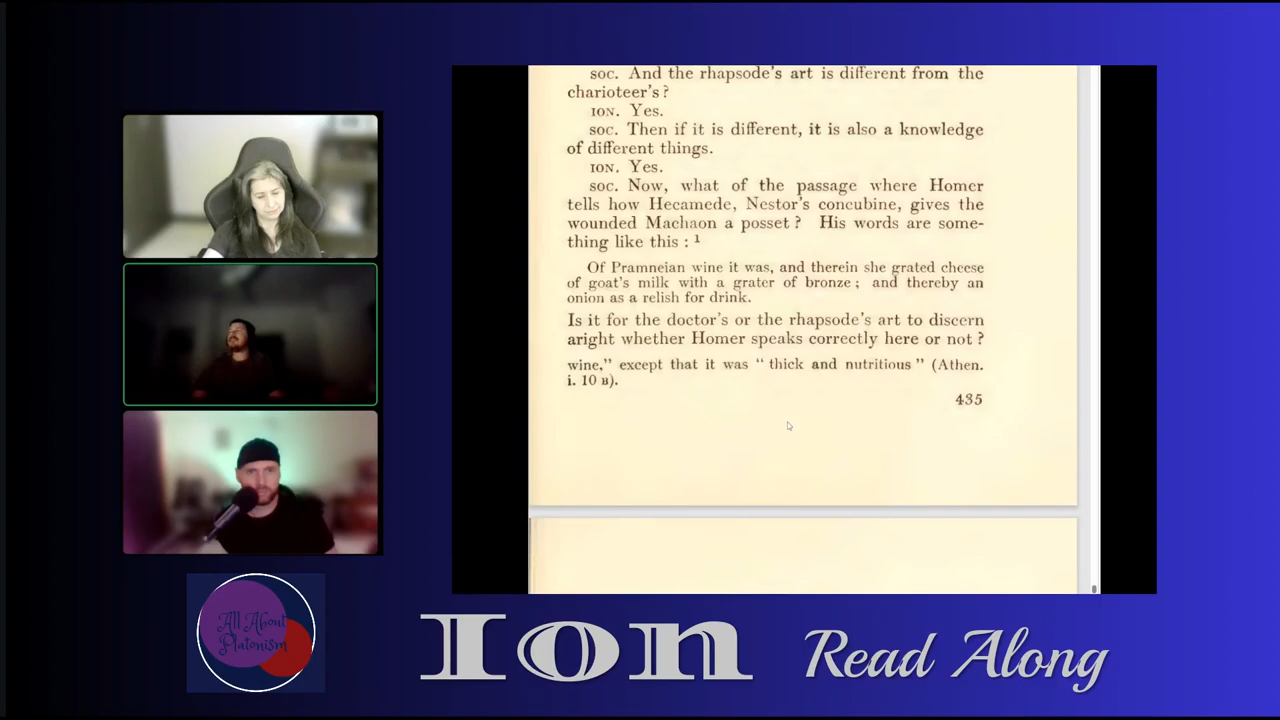 SOC. And the rhapsode's art is different from the
charioteer's?
ION. Yes.
SOC. Then if it is different, it is also a knowledge
of different things.
ION. Yes.
SOC. Now, what of the passage where Homer
tells how Hecamede, Nestor's concubine, gives the
wounded Machaon a posset? His words are some-
thing like this : ¹
Of Pramneian wine it was, and therein she grated cheese
of goat's milk with a grater of bronze ; and thereby an
onion as a relish for drink.
Is it for the doctor's or the rhapsode's art to discern
aright whether Homer speaks correctly here or not ?
wine," except that it was " thick and nutritious " (Athen.
i. 10 B).
435
All About
Platonism
Ion Read Along